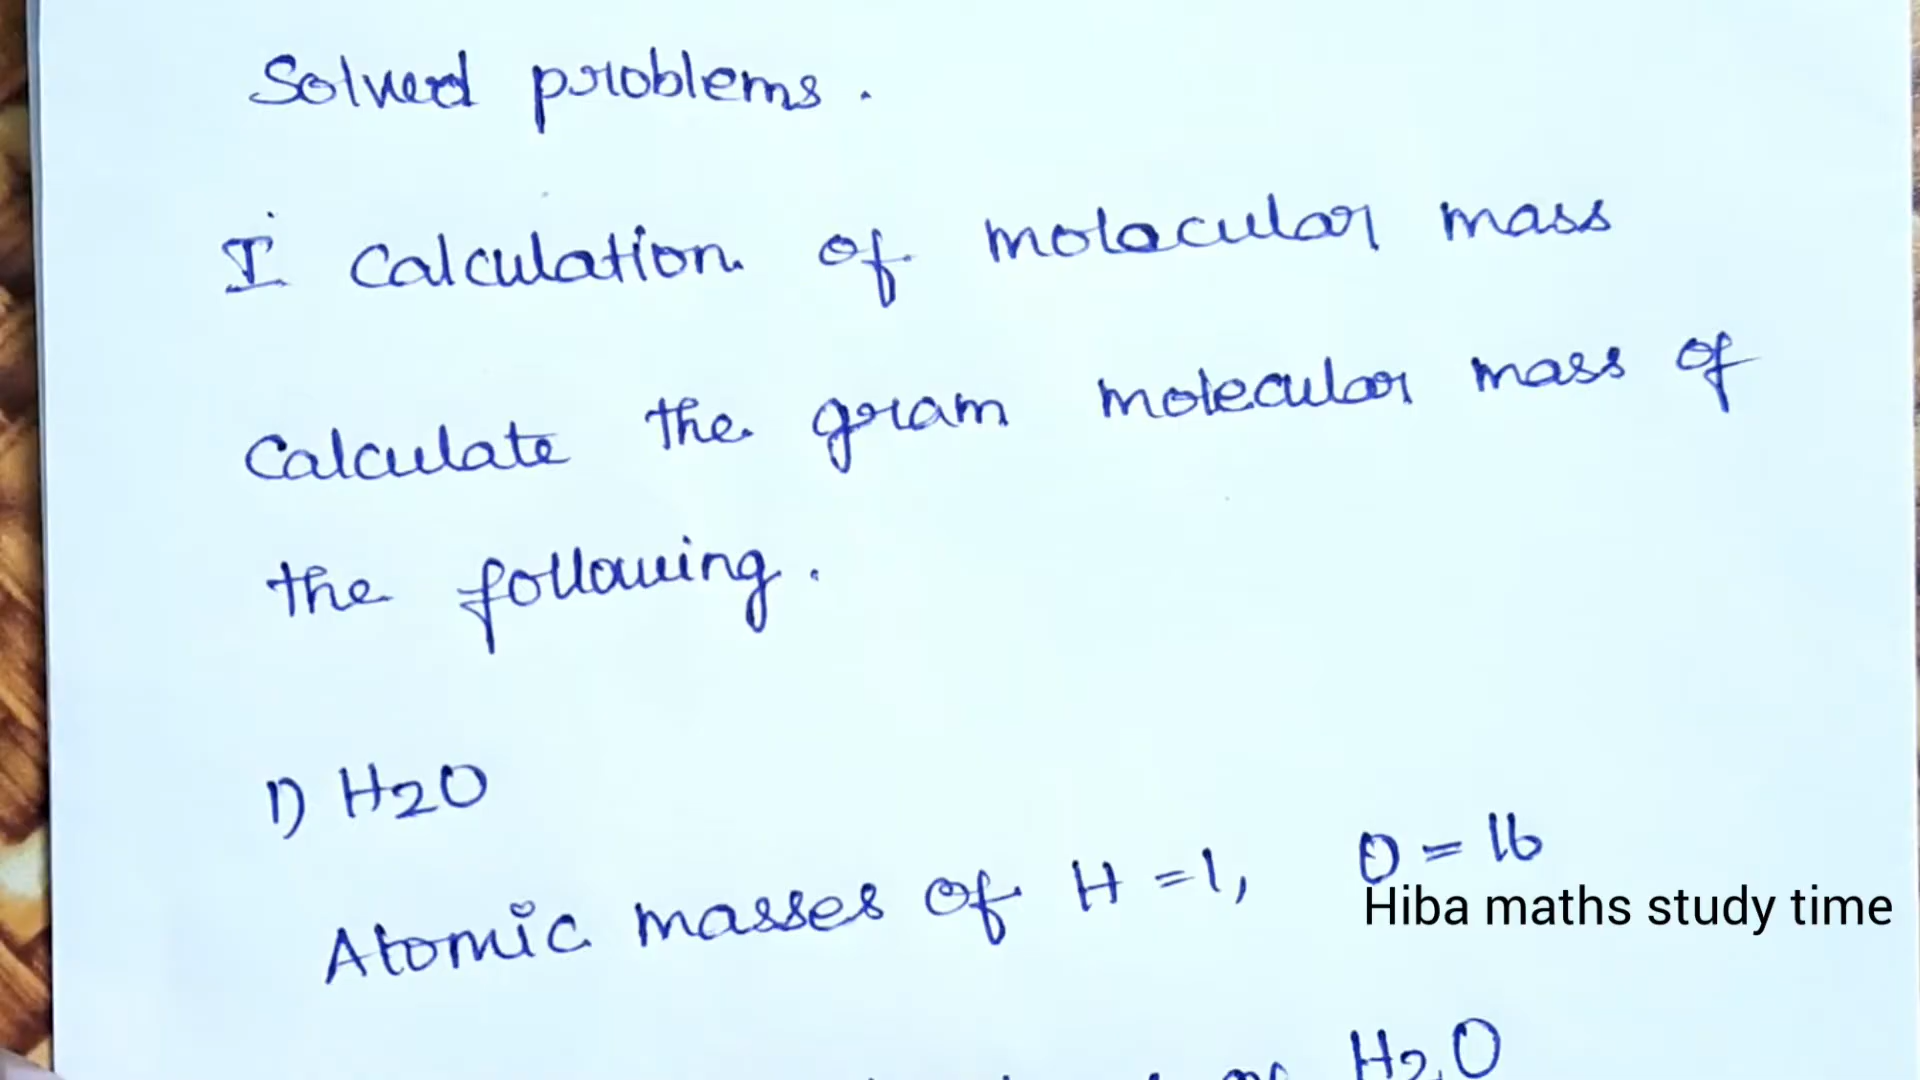 Solved problems.
I Calculation of molacular mass
Calculate the gram molecular mass of
the following.
1) H2O
Atomic masses of H = 1, O = 16
Hiba maths study time
H2O